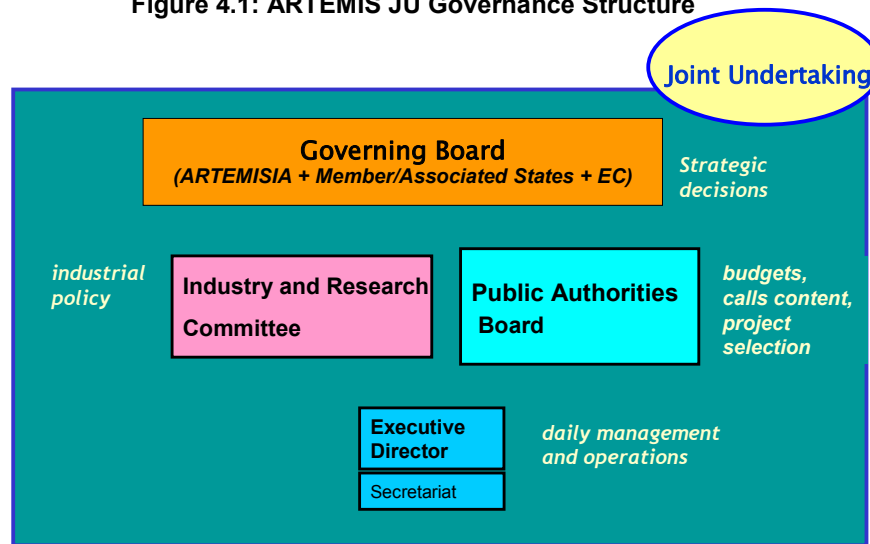 Figure 4.1: ARTEMIS JU Governance Structure
Joint Undertaking
Governing Board
(ARTEMISIA + Member/Associated States + EC)
Strategic
decisions
industrial
policy
Industry and Research
Committee
Public Authorities
Board
budgets,
calls content,
project
selection
Executive
Director
Secretariat
daily management
and operations